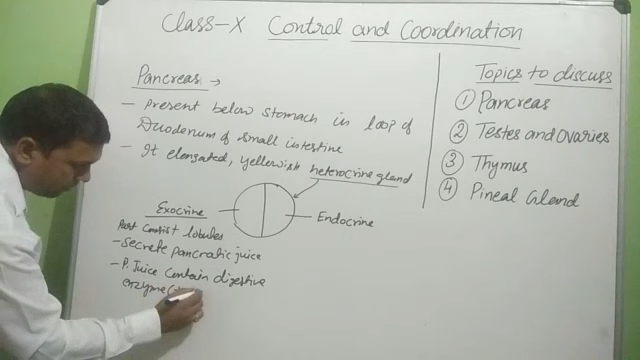 Class-X Control and Coordination
Pancreas →
- Present below stomach in loop of
Duodenum of small intestine
- It elongated, yellowish heterocrine gland
Exocrine
Endocrine
Part Consist lobules
- Secrete pancratic juice
- P. Juice Contain digestive
enzyme(
Topics to discuss
① Pancreas
② Testes and ovaries
③ Thymus
④ Pineal Gland